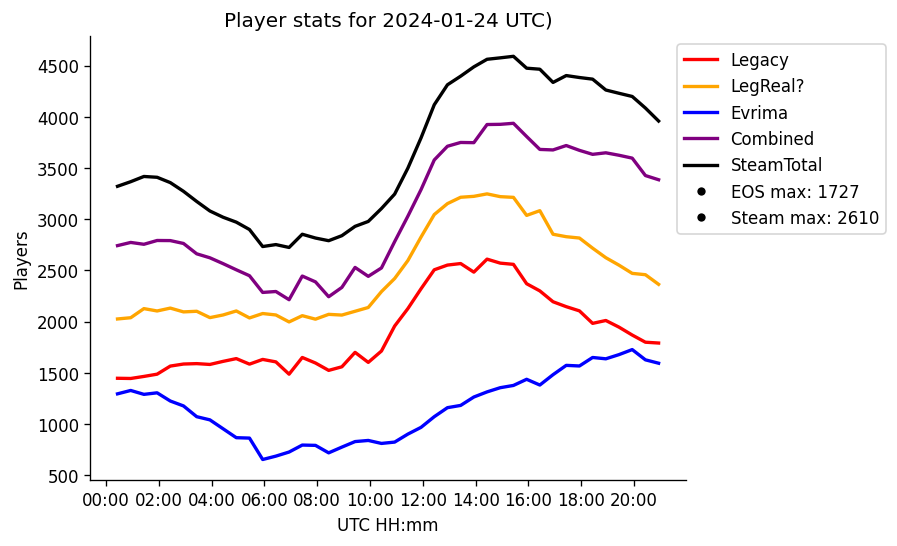 Player stats for 2024-01-24 UTC)
Legacy
LegReal?
Evrima
Combined
SteamTotal
EOS max: 1727
Steam max: 2610
Players
4500
4000
3500
3000
2500
2000
1500
1000
500
00:00 02:00 04:00 06:00 08:00 10:00 12:00 14:00 16:00 18:00 20:00
UTC HH:mm